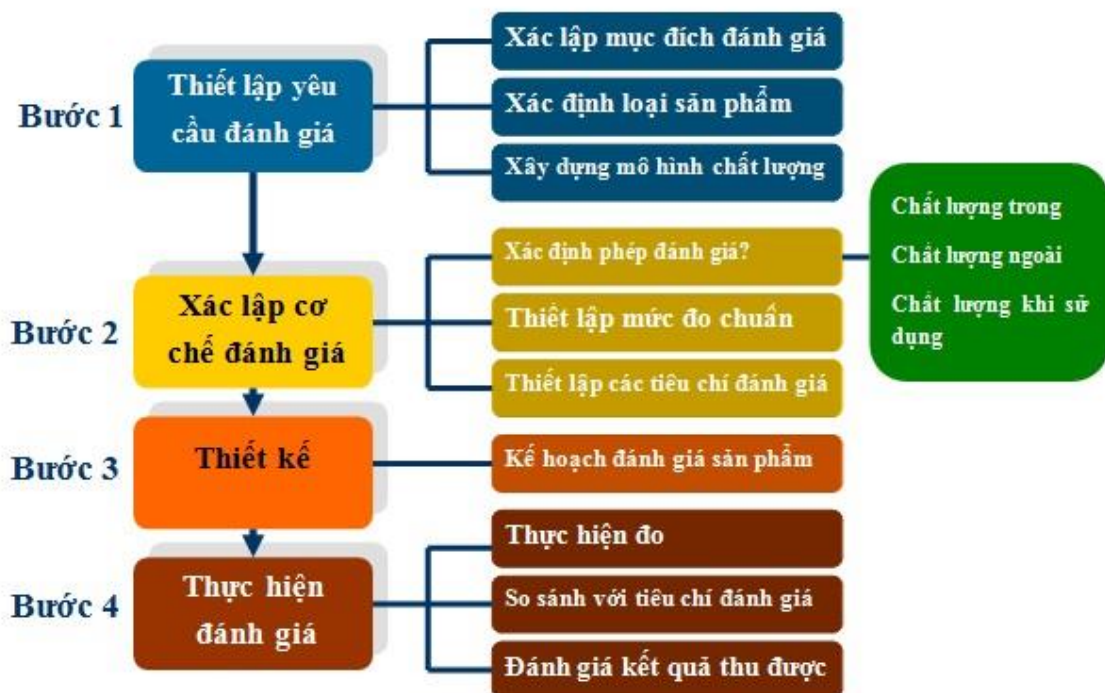 Bước 1
Thiết lập yêu
cầu đánh giá
Xác lập mục đích đánh giá
Xác định loại sản phẩm
Xây dựng mô hình chất lượng
Bước 2
Xác lập cơ
chế đánh giá
Xác định phép đánh giá?
Thiết lập mức đo chuẩn
Thiết lập các tiêu chí đánh giá
Chất lượng trong
Chất lượng ngoài
Chất lượng khi sử
dụng
Bước 3
Thiết kế
Kế hoạch đánh giá sản phẩm
Bước 4
Thực hiện
đánh giá
Thực hiện đo
So sánh với tiêu chí đánh giá
Đánh giá kết quả thu được